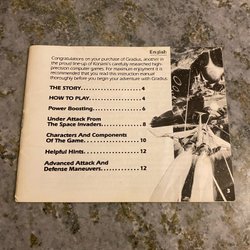 English
Congratulations on your purchase of Gradius, another in
the proud line-up of Konami's carefully researched high-
precision computer games. For maximum enjoyment it is
recommended that you read this instruction manual
thoroughly before you begin your adventure with Gradius.
THE STORY.....................4
HOW TO PLAY.................4
Power Boosting................6
Under Attack From
The Space Invaders..........8
Characters And Components
Of The Game..................10
Helpful Hints..................12
Advanced Attack And
Defense Maneuvers..........12
3